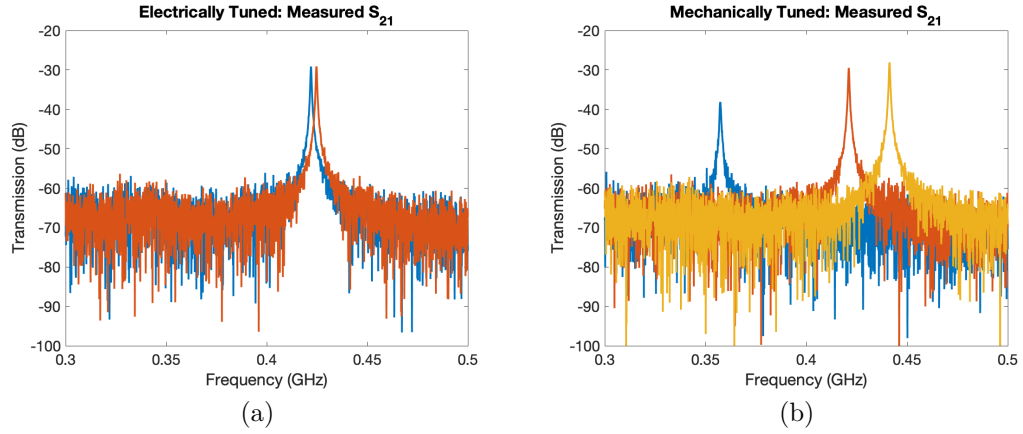 Electrically Tuned: Measured S21
-20
-30
-40
-50
-60
-70
-80
-90
-100
Transmission (dB)
0.3 0.35 0.4 0.45 0.5
Frequency (GHz)
(a)
Mechanically Tuned: Measured S21
-20
-30
-40
-50
-60
-70
-80
-90
-100
Transmission (dB)
0.3 0.35 0.4 0.45 0.5
Frequency (GHz)
(b)